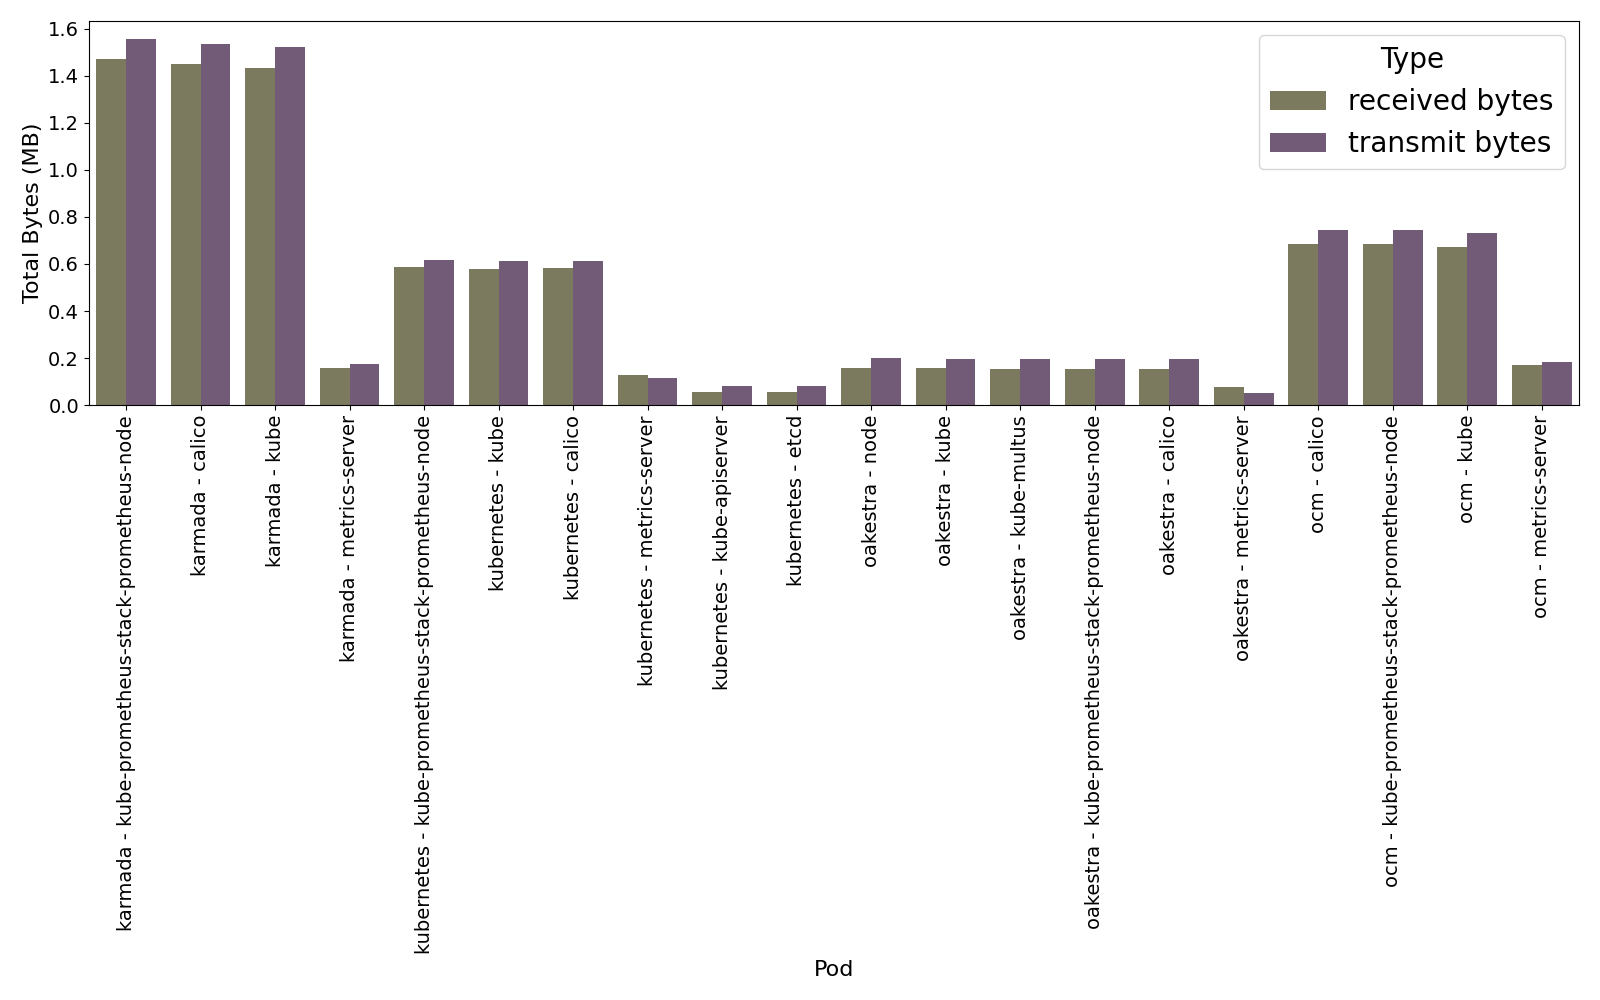 Total Bytes (MB)
1.6
1.4
1.2
1.0
0.8
0.6
0.4
0.2
0.0
Type
received bytes
transmit bytes
karmada - kube-prometheus-stack-prometheus-node
karmada - calico
karmada - kube
karmada - metrics-server
kubernetes - kube-prometheus-stack-prometheus-node
kubernetes - kube
kubernetes - calico
kubernetes - metrics-server
kubernetes - kube-apiserver
kubernetes - etcd
oakestra - node
oakestra - kube
oakestra - kube-multus
oakestra - kube-prometheus-stack-prometheus-node
oakestra - calico
oakestra - metrics-server
ocm - calico
ocm - kube-prometheus-stack-prometheus-node
ocm - kube
ocm - metrics-server
Pod